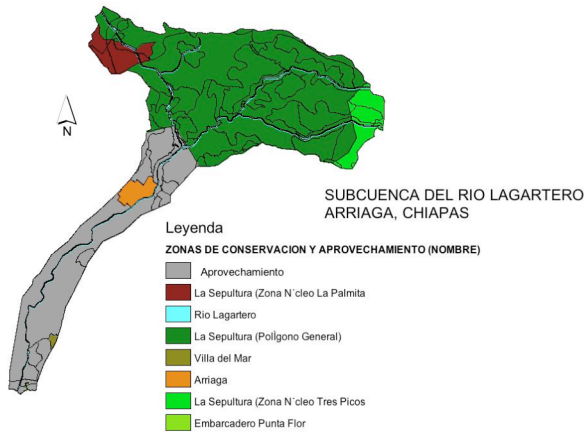 N
SUBCUENCA DEL RIO LAGARTERO
ARRIAGA, CHIAPAS
Leyenda
ZONAS DE CONSERVACION Y APROVECHAMIENTO (NOMBRE)
Aprovechamiento
La Sepultura (Zona N˙cleo La Palmita
Rio Lagartero
La Sepultura (PolÌgono General)
Villa del Mar
Arriaga
La Sepultura (Zona N˙cleo Tres Picos
Embarcadero Punta Flor